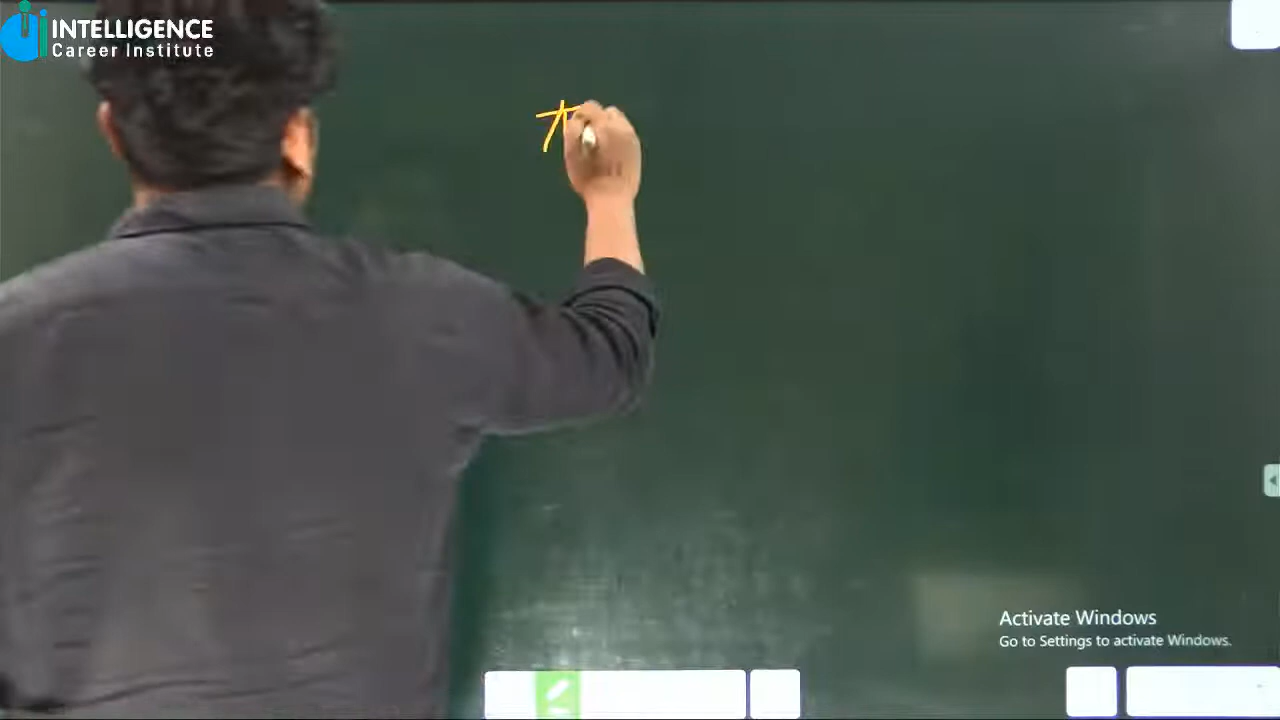 INTELLIGENCE
Career Institute
Activate Windows
Go to Settings to activate Windows.